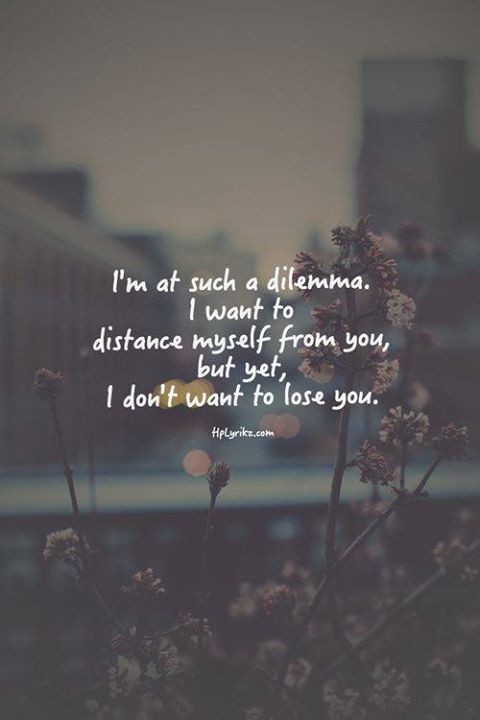 I'm at such a dilemma.
I want to
distance myself from you,
but yet,
I don't want to lose you.
HpLyrikz.com